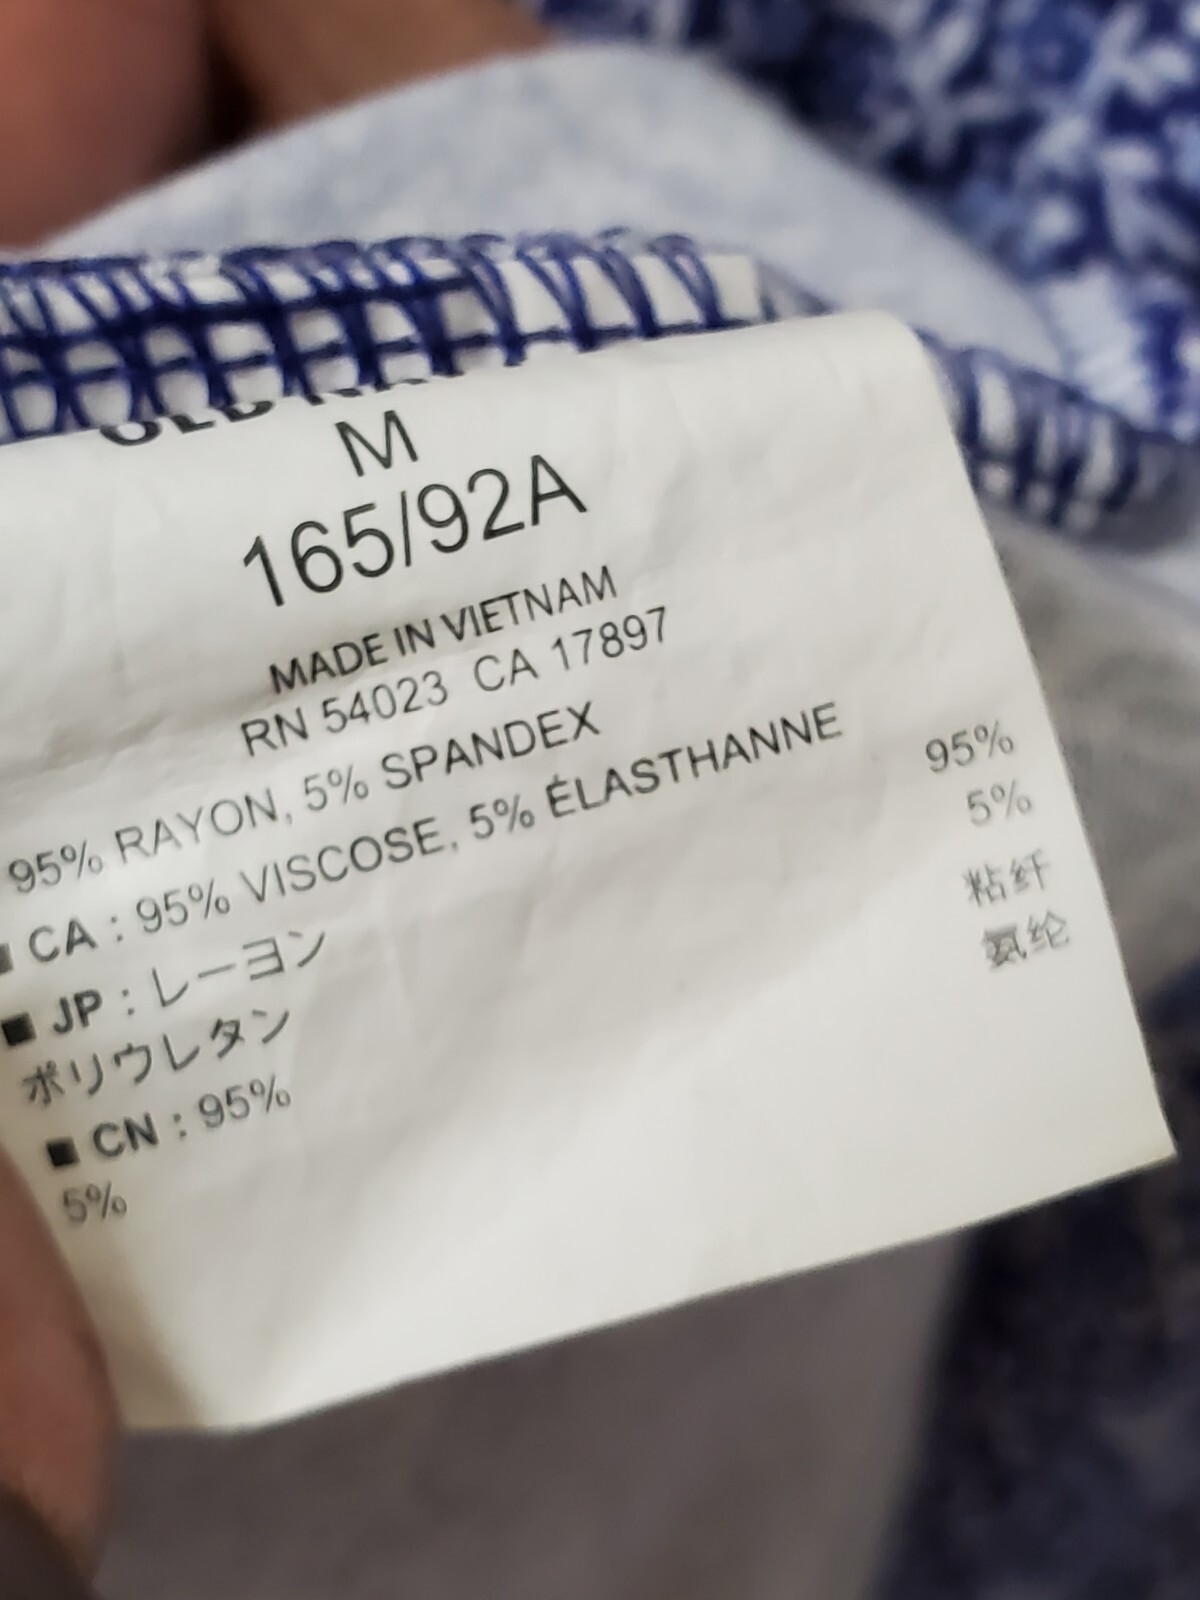 OLD NAVY
M
165/92A
MADE IN VIETNAM
RN 54023 CA 17897
95% RAYON, 5% SPANDEX
■ CA : 95% VISCOSE, 5% ÉLASTHANNE
■ JP : レーヨン 95%
ポリウレタン 5%
■ CN : 95% 粘纤
5% 氨纶